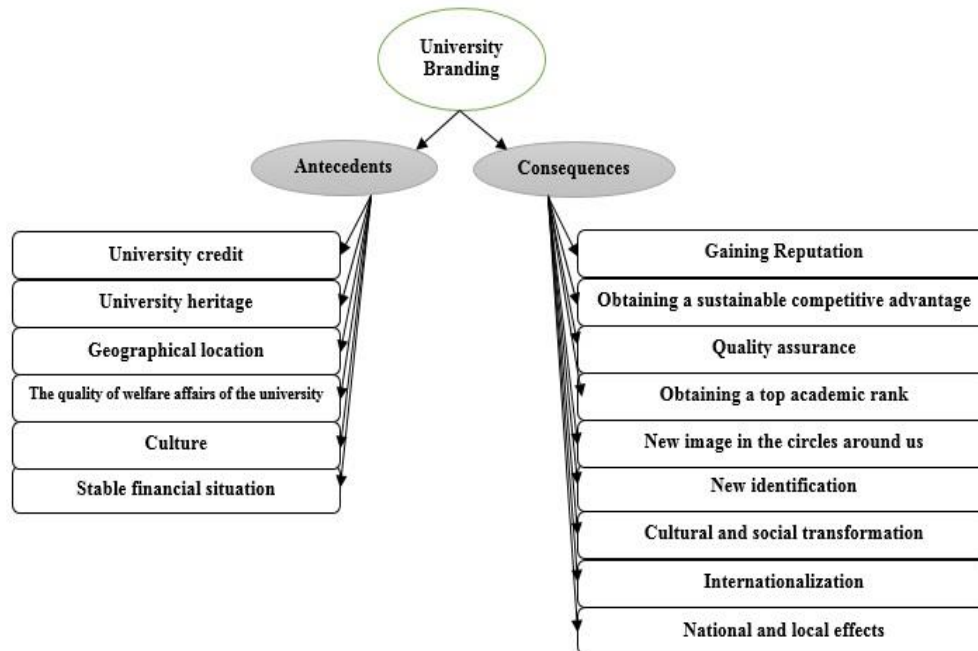 University
Branding
Antecedents
Consequences
University credit
University heritage
Geographical location
The quality of welfare affairs of the university
Culture
Stable financial situation
Gaining Reputation
Obtaining a sustainable competitive advantage
Quality assurance
Obtaining a top academic rank
New image in the circles around us
New identification
Cultural and social transformation
Internationalization
National and local effects